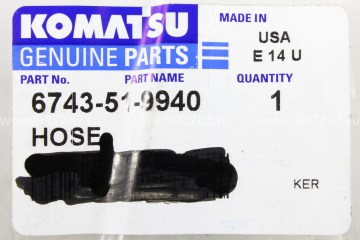 KOMATSU
GENUINE PARTS
MADE IN
USA
E 14 U
PART No. PART NAME QUANTITY
6743-51-9940 1
HOSE
KER